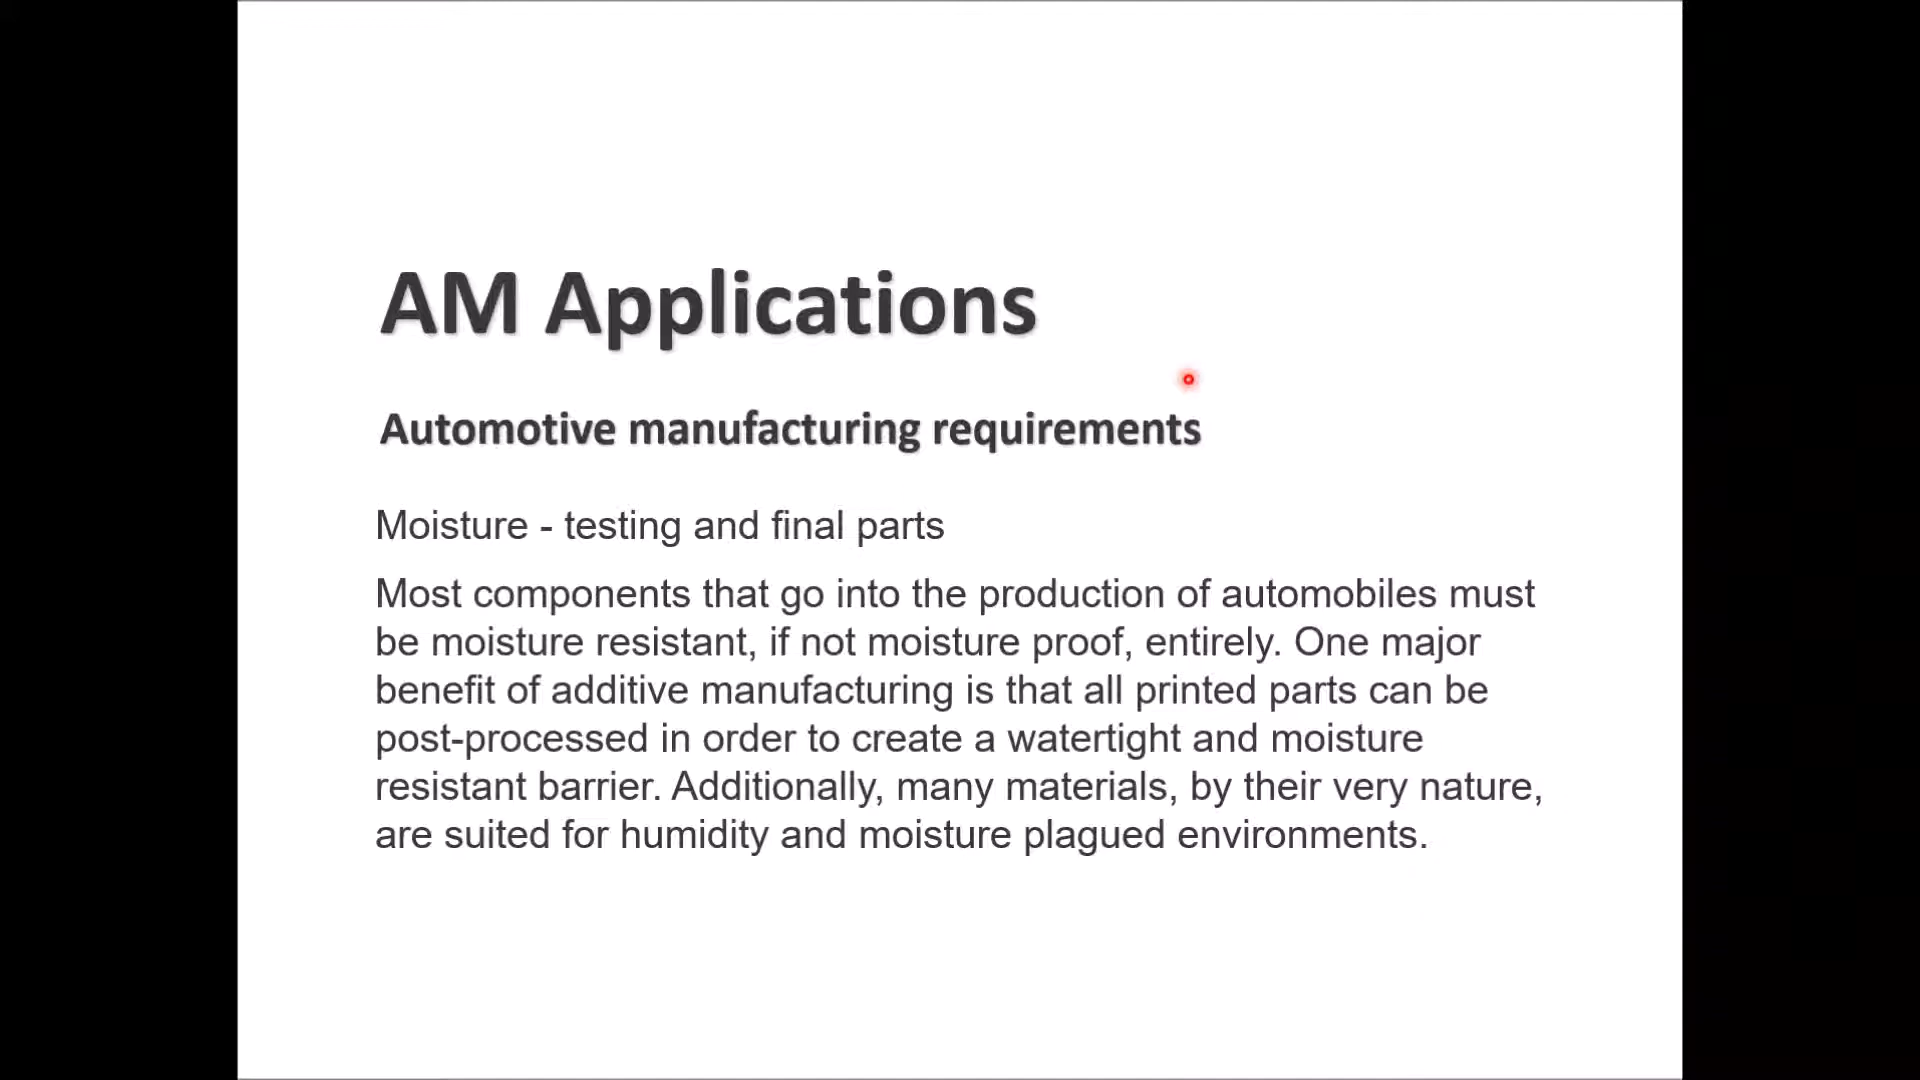 AM Applications
Automotive manufacturing requirements
Moisture - testing and final parts
Most components that go into the production of automobiles must
be moisture resistant, if not moisture proof, entirely. One major
benefit of additive manufacturing is that all printed parts can be
post-processed in order to create a watertight and moisture
resistant barrier. Additionally, many materials, by their very nature,
are suited for humidity and moisture plagued environments.